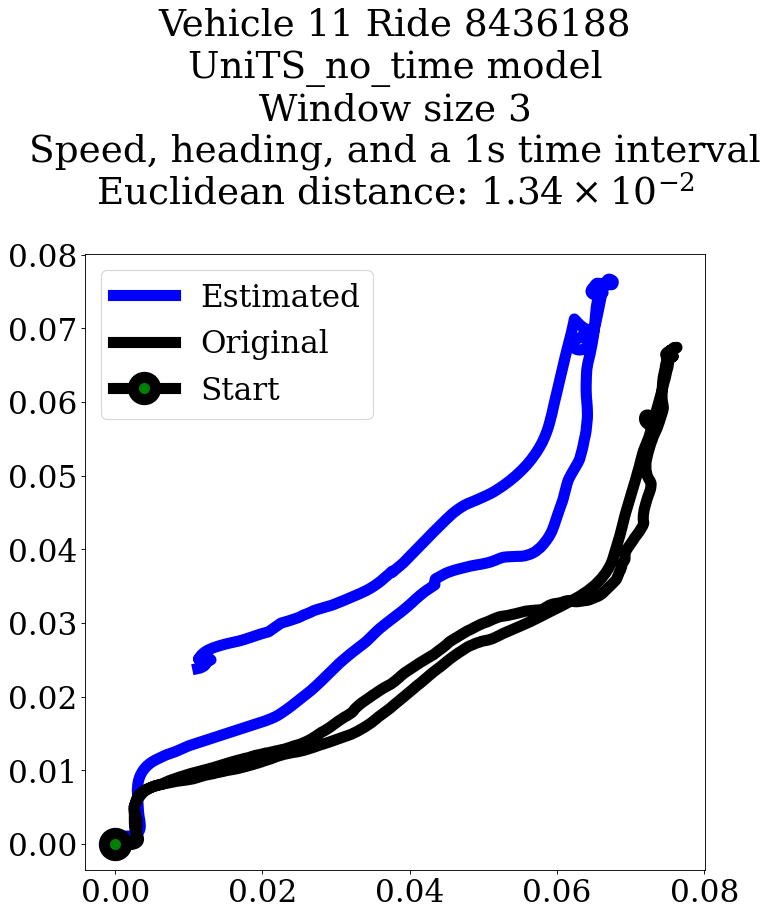 Vehicle 11 Ride 8436188
UniTS_no_time model
Window size 3
Speed, heading, and a 1s time interval
Euclidean distance: 1.34 × 10⁻²
0.08
Estimated
0.07
Original
0.06
Start
0.05
0.04
0.03
0.02
0.01
0.00
0.00 0.02 0.04 0.06 0.08